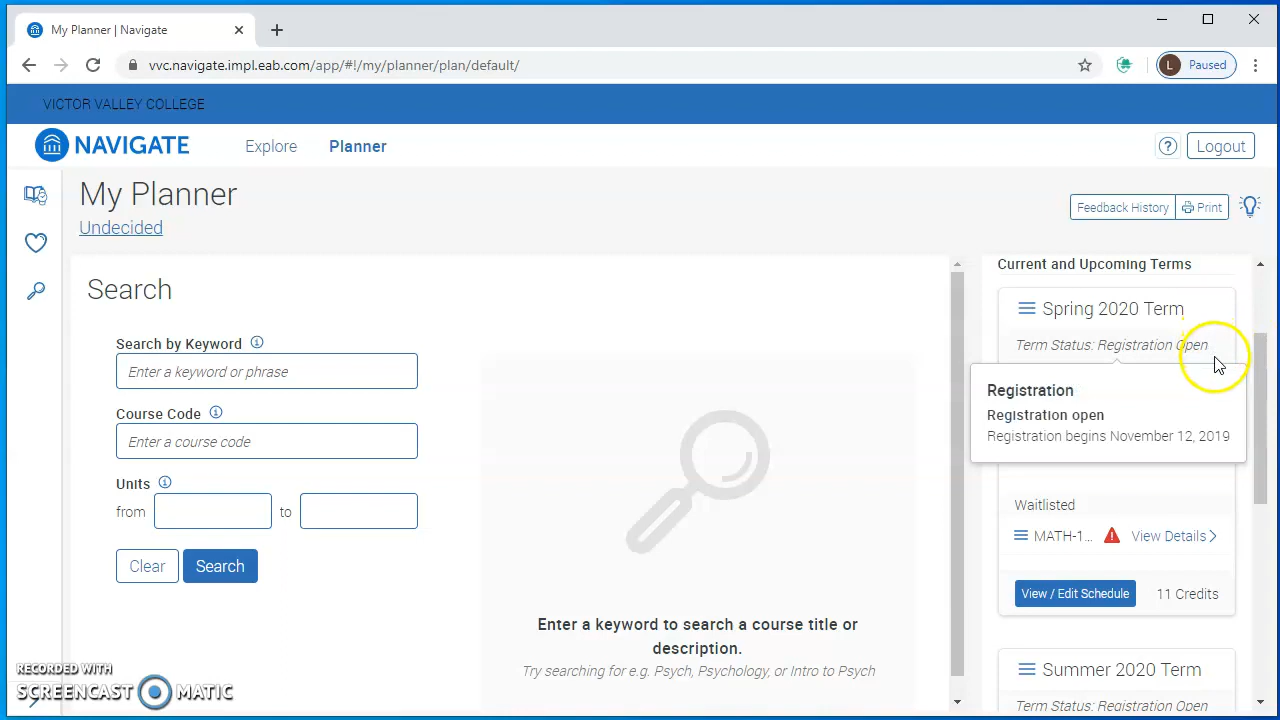 My Planner | Navigate
vvc.navigate.impl.eab.com/app/#!/my/planner/plan/default/
L Paused
VICTOR VALLEY COLLEGE
NAVIGATE
Explore
Planner
?
Logout
My Planner
Undecided
Feedback History
Print
Search
Search by Keyword
Enter a keyword or phrase
Course Code
Enter a course code
Units
from
to
Clear
Search
Enter a keyword to search a course title or
description.
Try searching for e.g. Psych, Psychology, or Intro to Psych
Current and Upcoming Terms
Spring 2020 Term
Term Status: Registration Open
Registration
Registration open
Registration begins November 12, 2019
Waitlisted
MATH-1... View Details
View / Edit Schedule
11 Credits
Summer 2020 Term
Term Status: Registration Open
RECORDED WITH
SCREENCAST MATIC